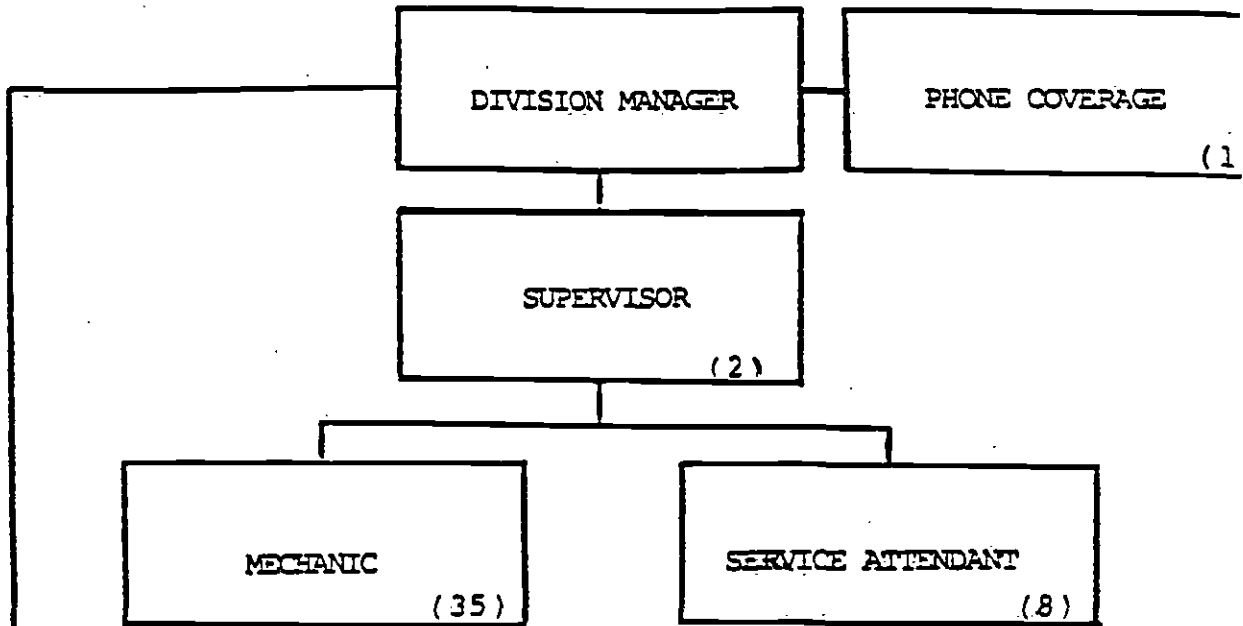 DIVISION MANAGER
PHONE COVERAGE
(1
SUPERVISOR
(2)
MECHANIC
(35)
SERVICE ATTENDANT
(8)